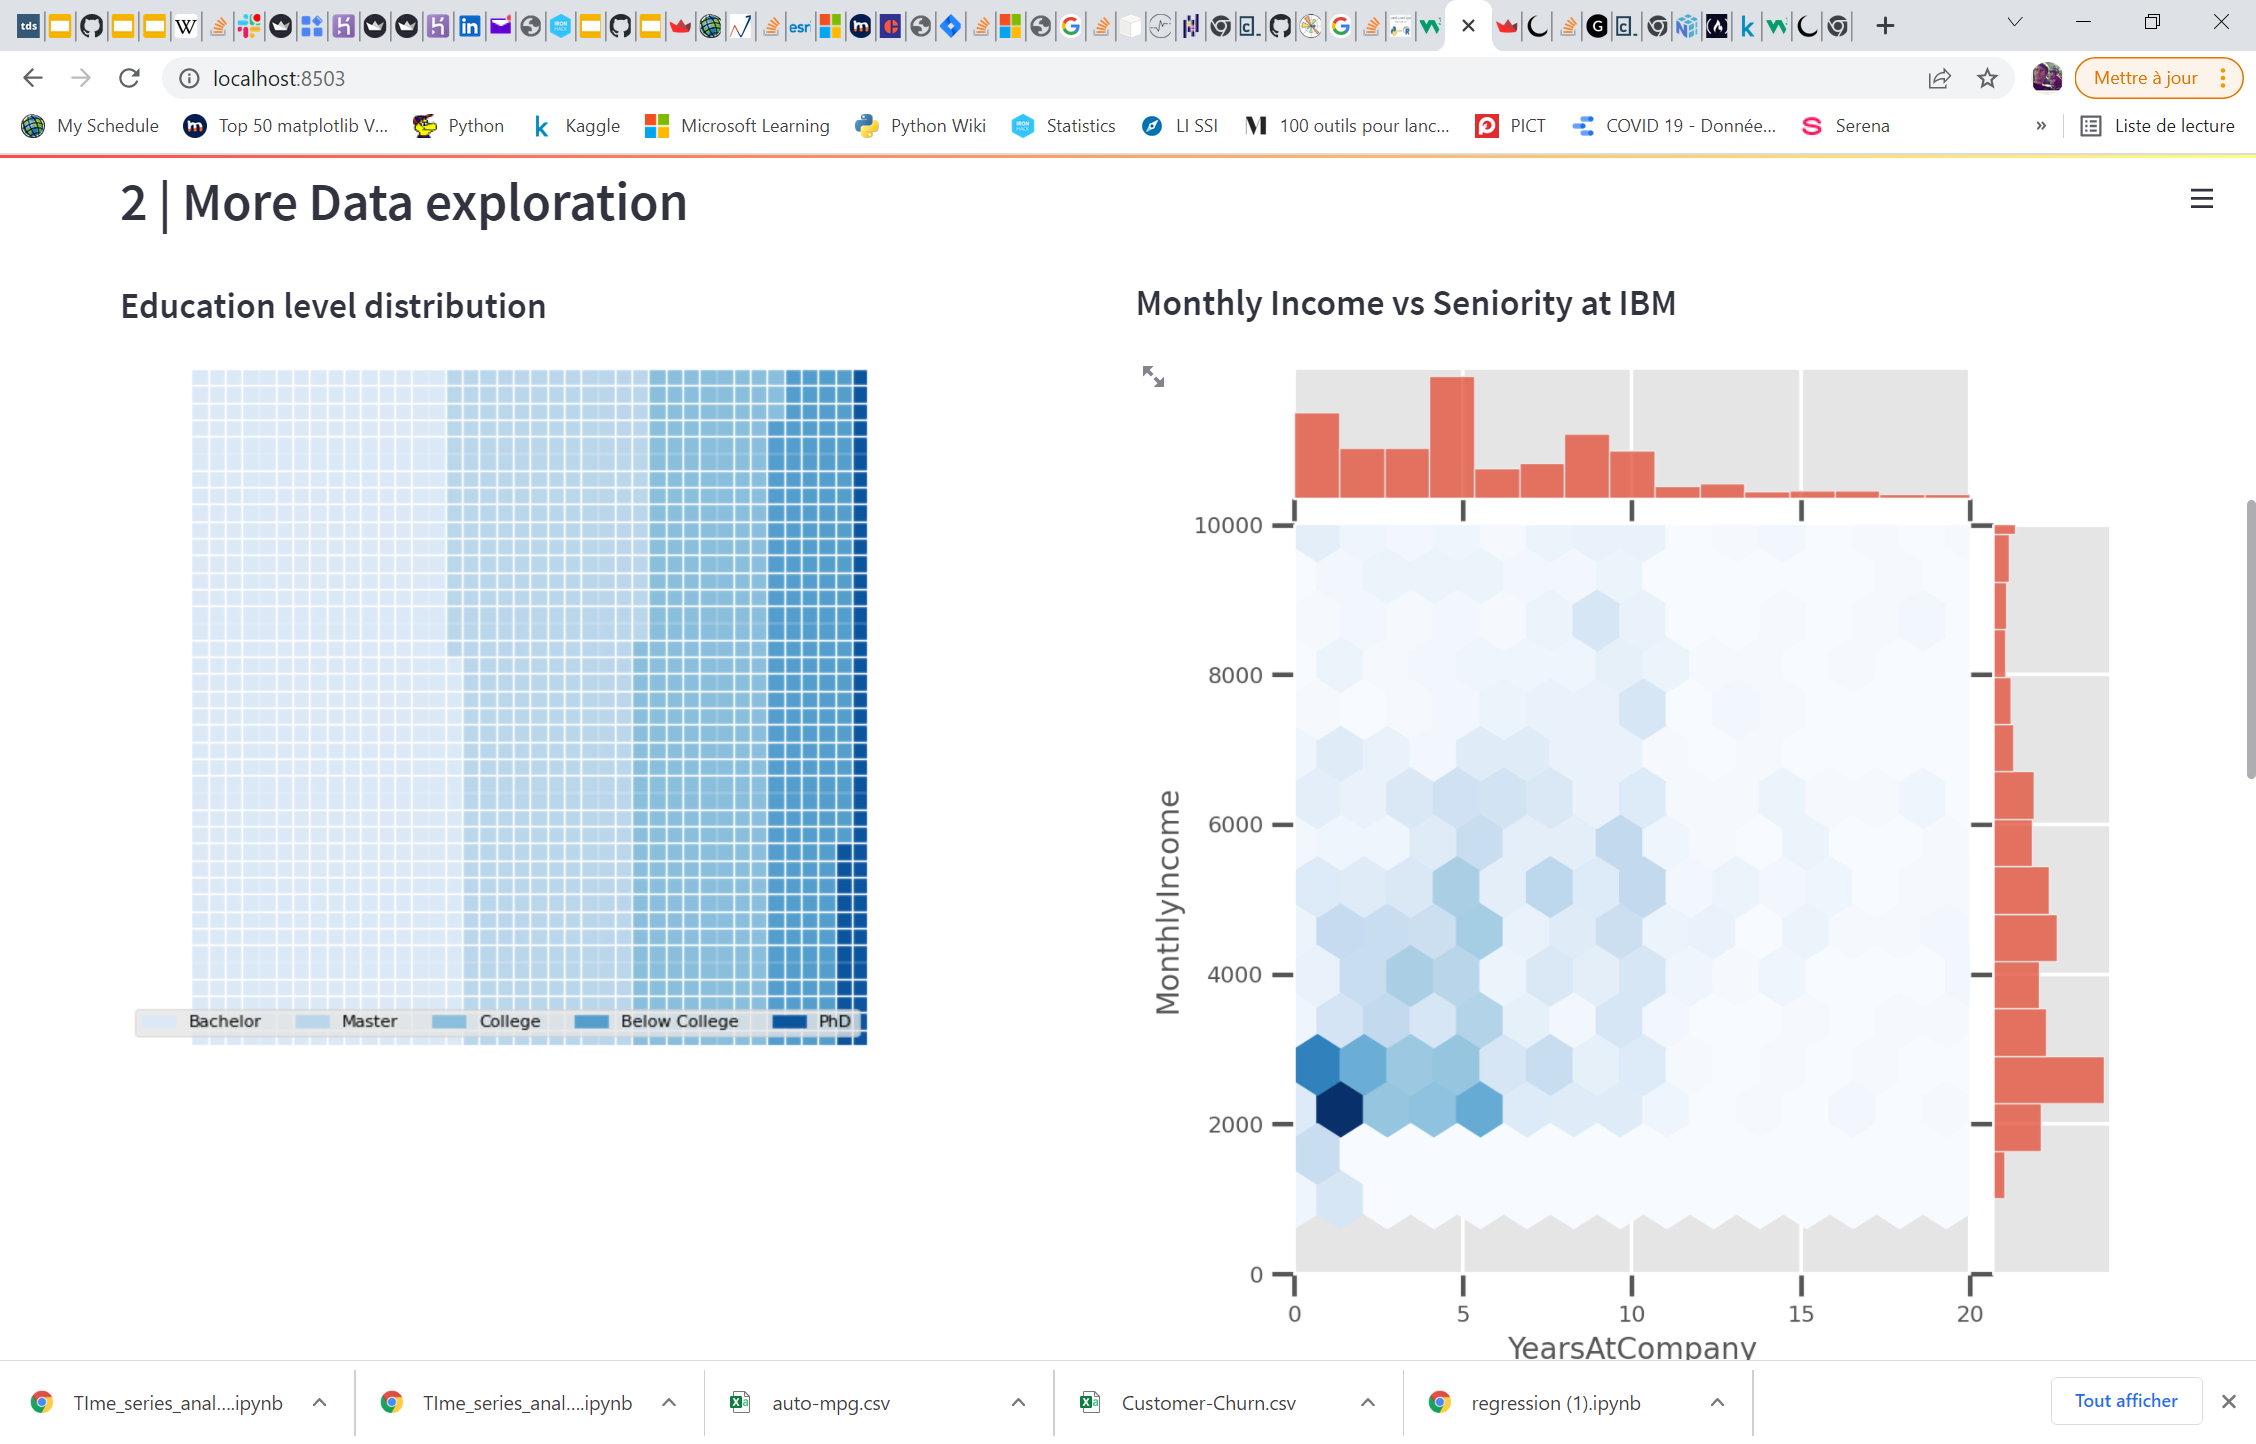 tds
W
esri
localhost:8503
Mettre à jour
My Schedule
Top 50 matplotlib V...
Python
Kaggle
Microsoft Learning
Python Wiki
Statistics
LI SSI
100 outils pour lanc...
PICT
COVID 19 - Donnée...
Serena
»
Liste de lecture
2 | More Data exploration
Education level distribution
Bachelor
Master
College
Below College
PhD
Monthly Income vs Seniority at IBM
10000
8000
6000
4000
2000
0
MonthlyIncome
0
5
10
15
20
YearsAtCompany
TIme_series_anal....ipynb
TIme_series_anal....ipynb
auto-mpg.csv
Customer-Churn.csv
regression (1).ipynb
Tout afficher